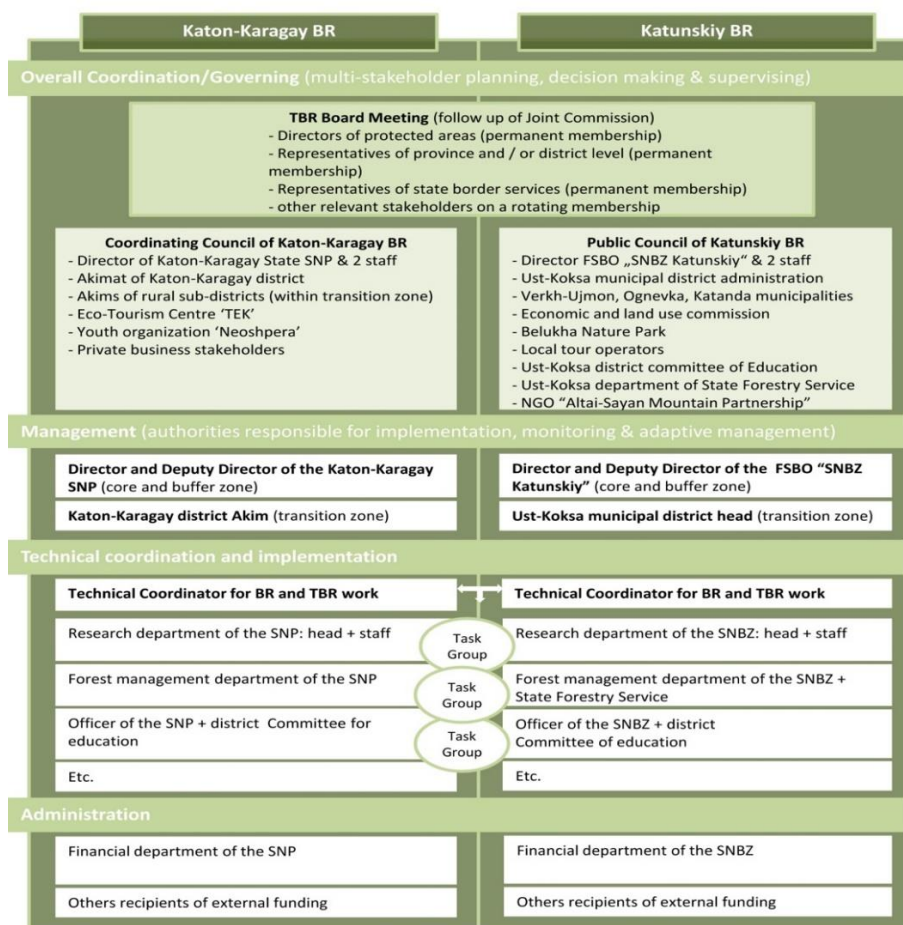 Katon-Karagay BR
Katunskiy BR
Overall Coordination/Governing (multi-stakeholder planning, decision making & supervising)
TBR Board Meeting (follow up of Joint Commission)
- Directors of protected areas (permanent membership)
- Representatives of province and / or district level (permanent
membership)
- Representatives of state border services (permanent membership)
- other relevant stakeholders on a rotating membership
Coordinating Council of Katon-Karagay BR
- Director of Katon-Karagay State SNP & 2 staff
- Akimat of Katon-Karagay district
- Akims of rural sub-districts (within transition zone)
- Eco-Tourism Centre ‘TEK’
- Youth organization ‘Neoshpera’
- Private business stakeholders
Public Council of Katunskiy BR
- Director FSBO „SNBZ Katunskiy“ & 2 staff
- Ust-Koksa municipal district administration
- Verkh-Ujmon, Ognevka, Katanda municipalities
- Economic and land use commission
- Belukha Nature Park
- Local tour operators
- Ust-Koksa district committee of Education
- Ust-Koksa department of State Forestry Service
- NGO “Altai-Sayan Mountain Partnership”
Management (authorities responsible for implementation, monitoring & adaptive management)
Director and Deputy Director of the Katon-Karagay
SNP (core and buffer zone)
Director and Deputy Director of the FSBO “SNBZ
Katunskiy” (core and buffer zone)
Katon-Karagay district Akim (transition zone)
Ust-Koksa municipal district head (transition zone)
Technical coordination and implementation
Technical Coordinator for BR and TBR work
Technical Coordinator for BR and TBR work
Research department of the SNP: head + staff
Task
Group
Research department of the SNBZ: head + staff
Forest management department of the SNP
Task
Group
Forest management department of the SNBZ +
State Forestry Service
Officer of the SNP + district Committee for
education
Task
Group
Officer of the SNBZ + district
Committee of education
Etc.
Etc.
Administration
Financial department of the SNP
Financial department of the SNBZ
Others recipients of external funding
Others recipients of external funding